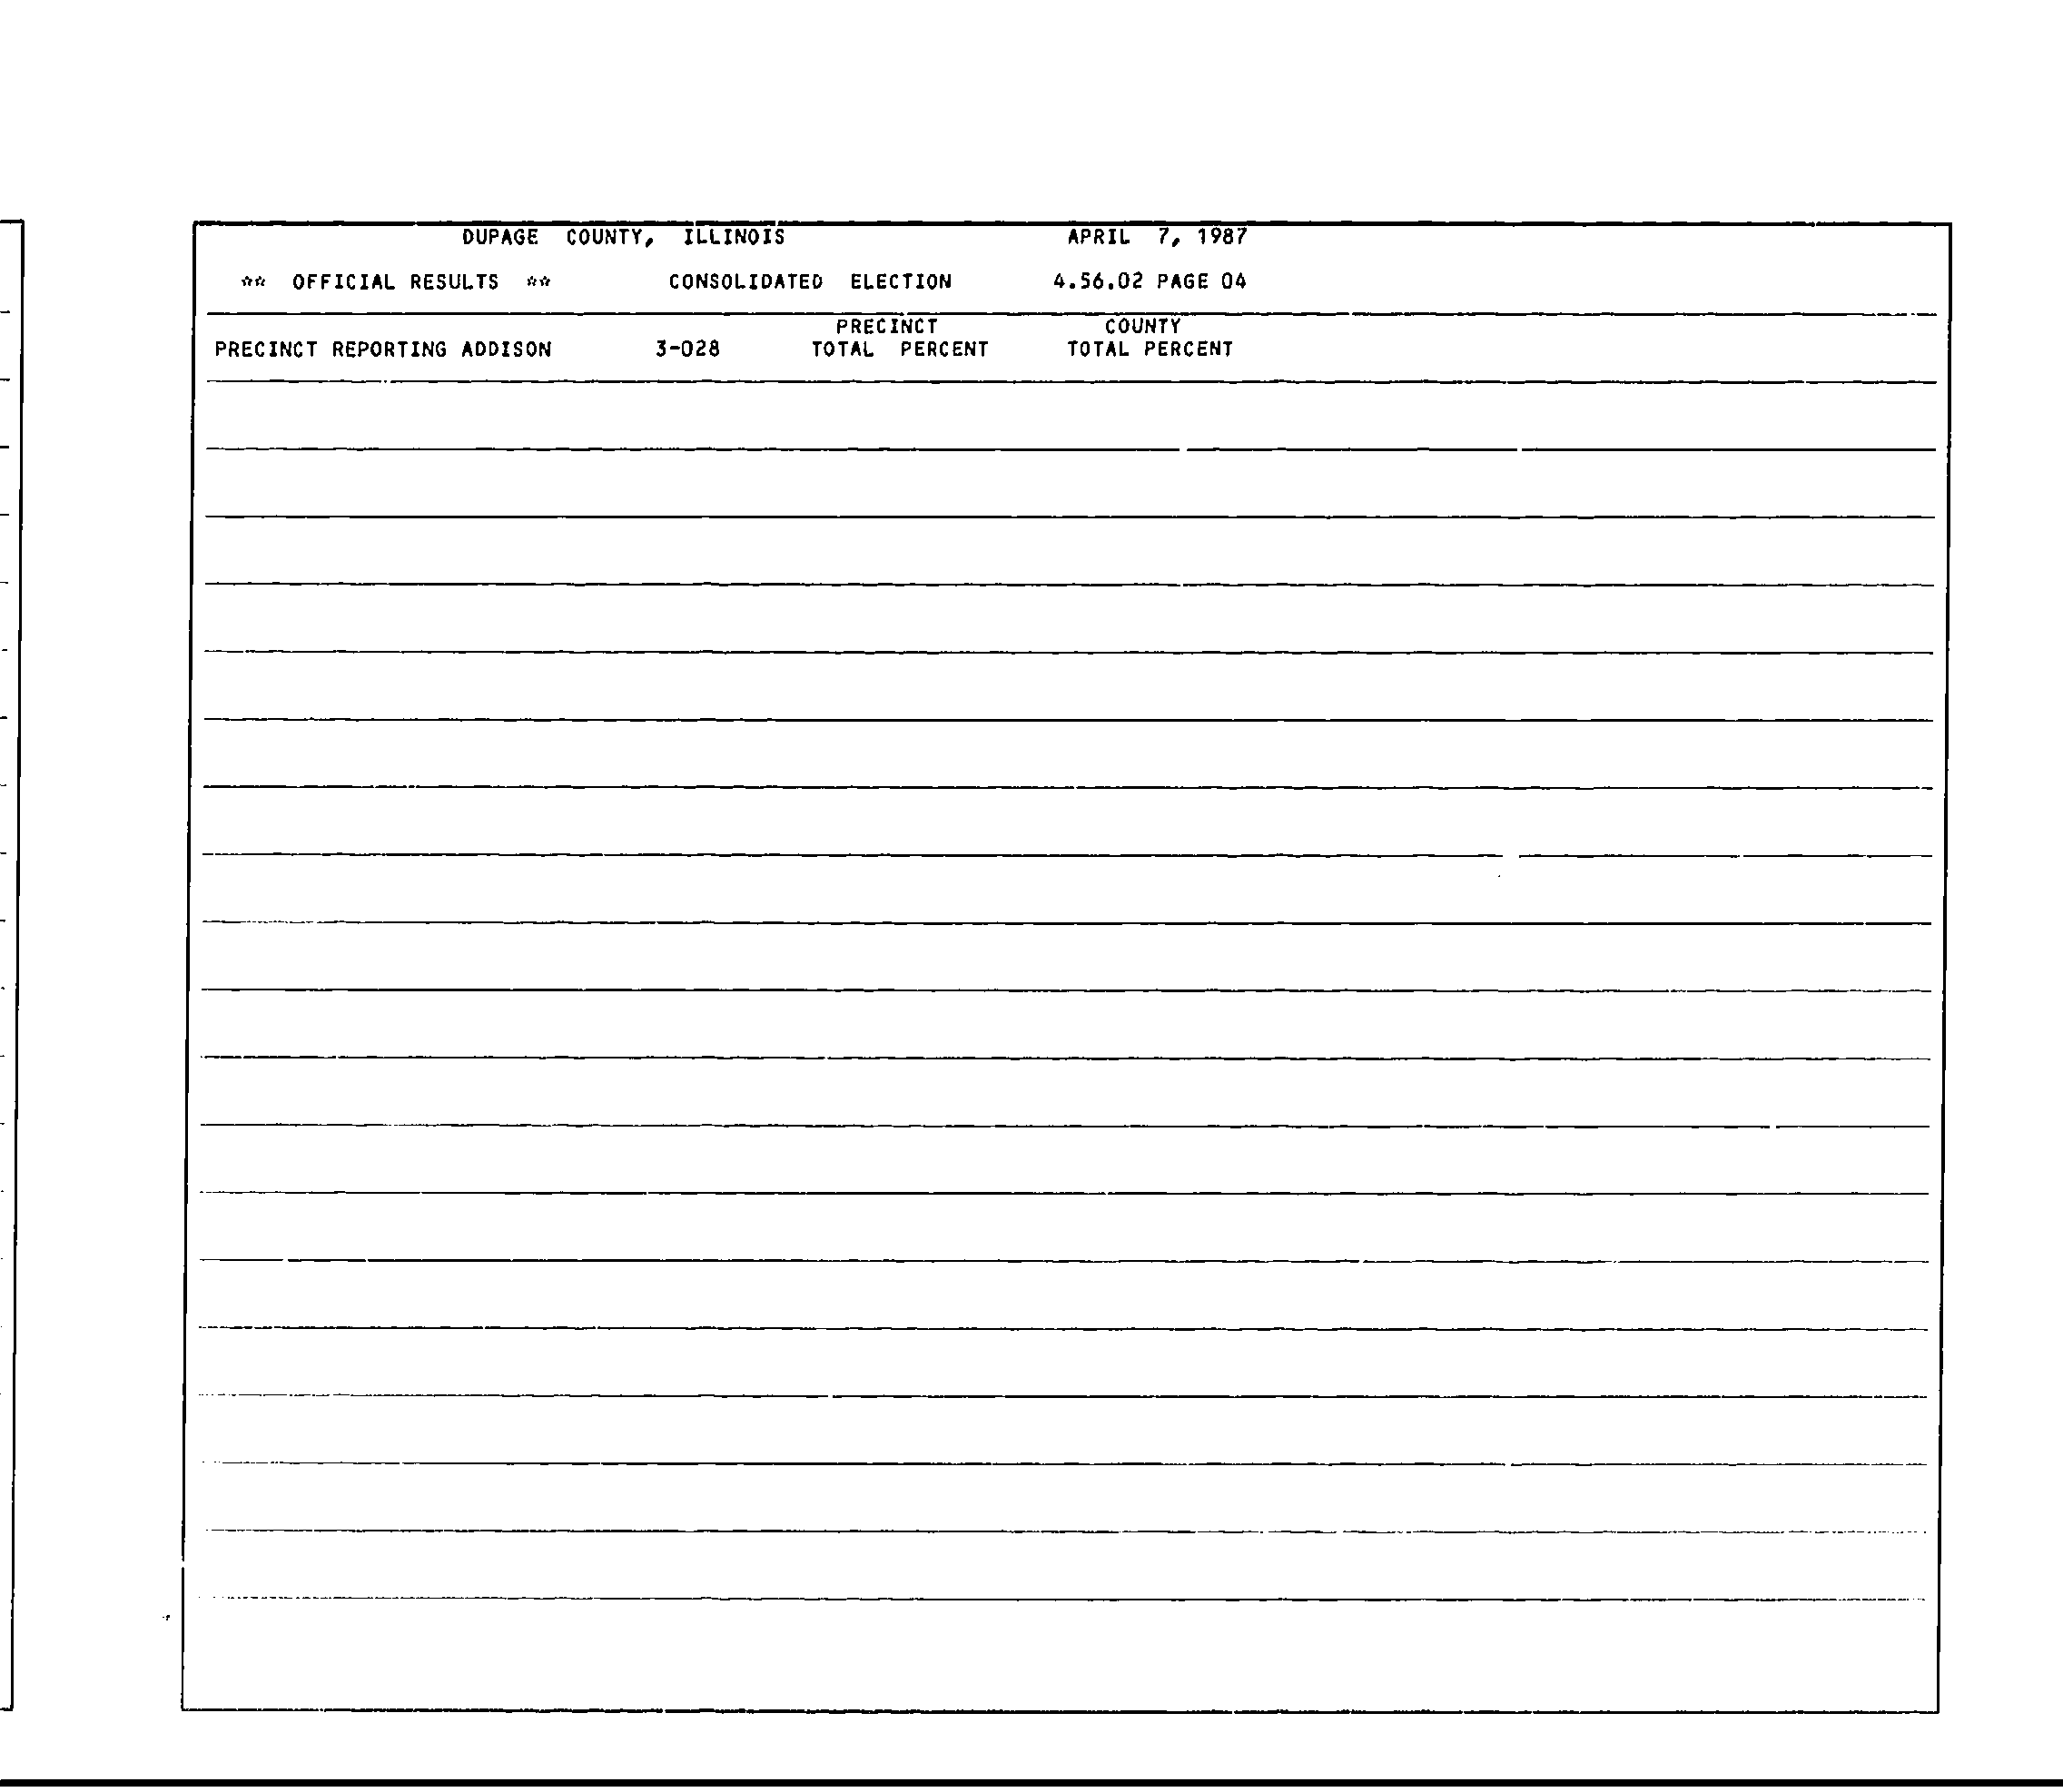 DUPAGE COUNTY, ILLINOIS APRIL 7, 1987
** OFFICIAL RESULTS ** CONSOLIDATED ELECTION 4.56.02 PAGE 04
PRECINCT COUNTY
PRECINCT REPORTING ADDISON 3-028 TOTAL PERCENT TOTAL PERCENT